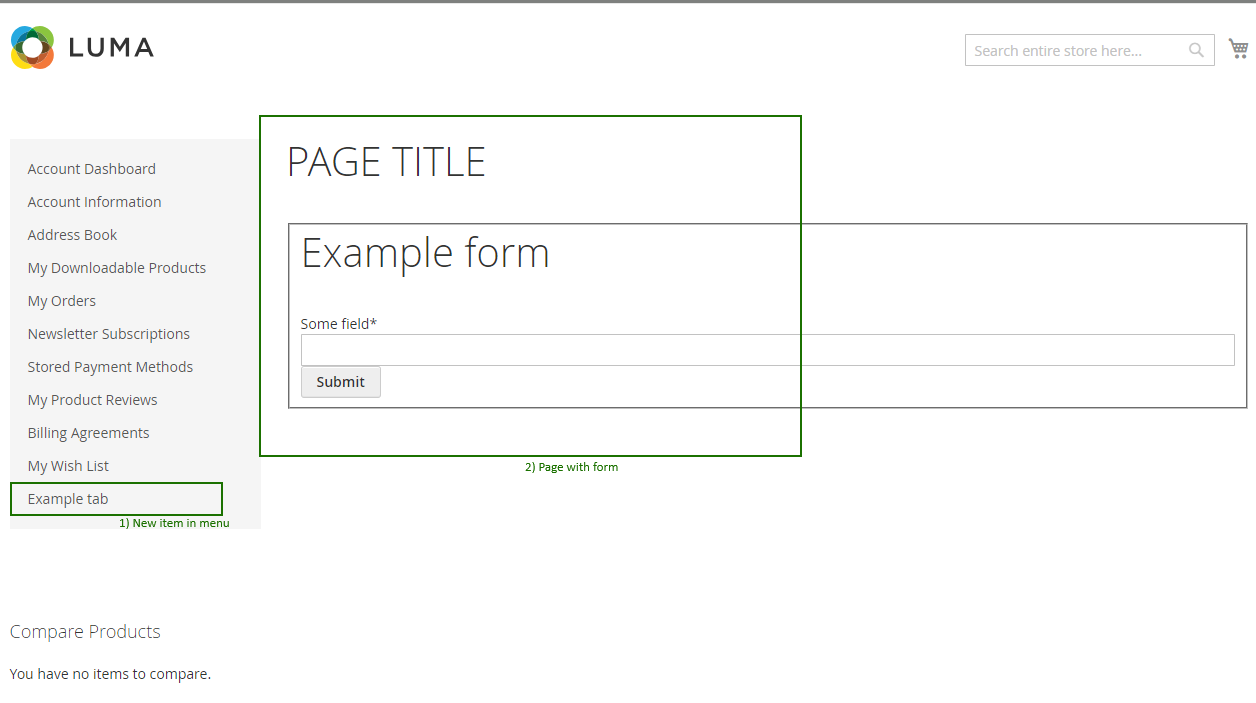 LUMA
Search entire store here...
Account Dashboard
Account Information
Address Book
My Downloadable Products
My Orders
Newsletter Subscriptions
Stored Payment Methods
My Product Reviews
Billing Agreements
My Wish List
Example tab
1) New item in menu
PAGE TITLE
Example form
Some field*
Submit
2) Page with form
Compare Products
You have no items to compare.